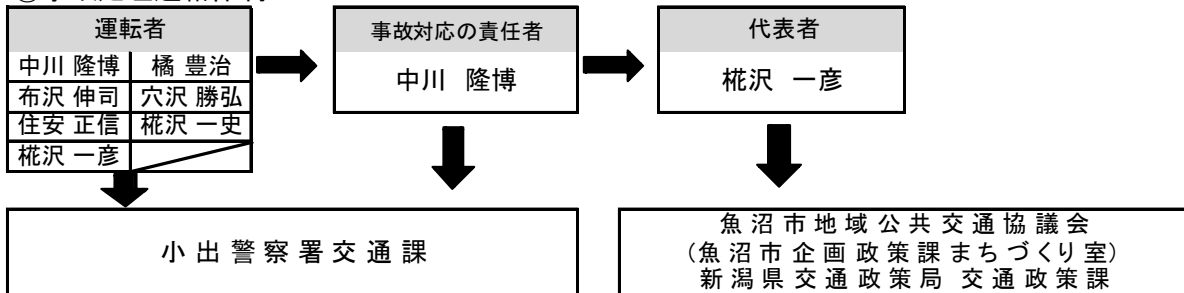 運転者
中川 隆博 橘 豊治
布沢 伸司 穴沢 勝弘
住安 正信 椛沢 一史
椛沢 一彦
事故対応の責任者
中川 隆博
代表者
椛沢 一彦
小出警察署交通課
魚沼市地域公共交通協議会
(魚沼市企画政策課まちづくり室)
新潟県交通政策局 交通政策課